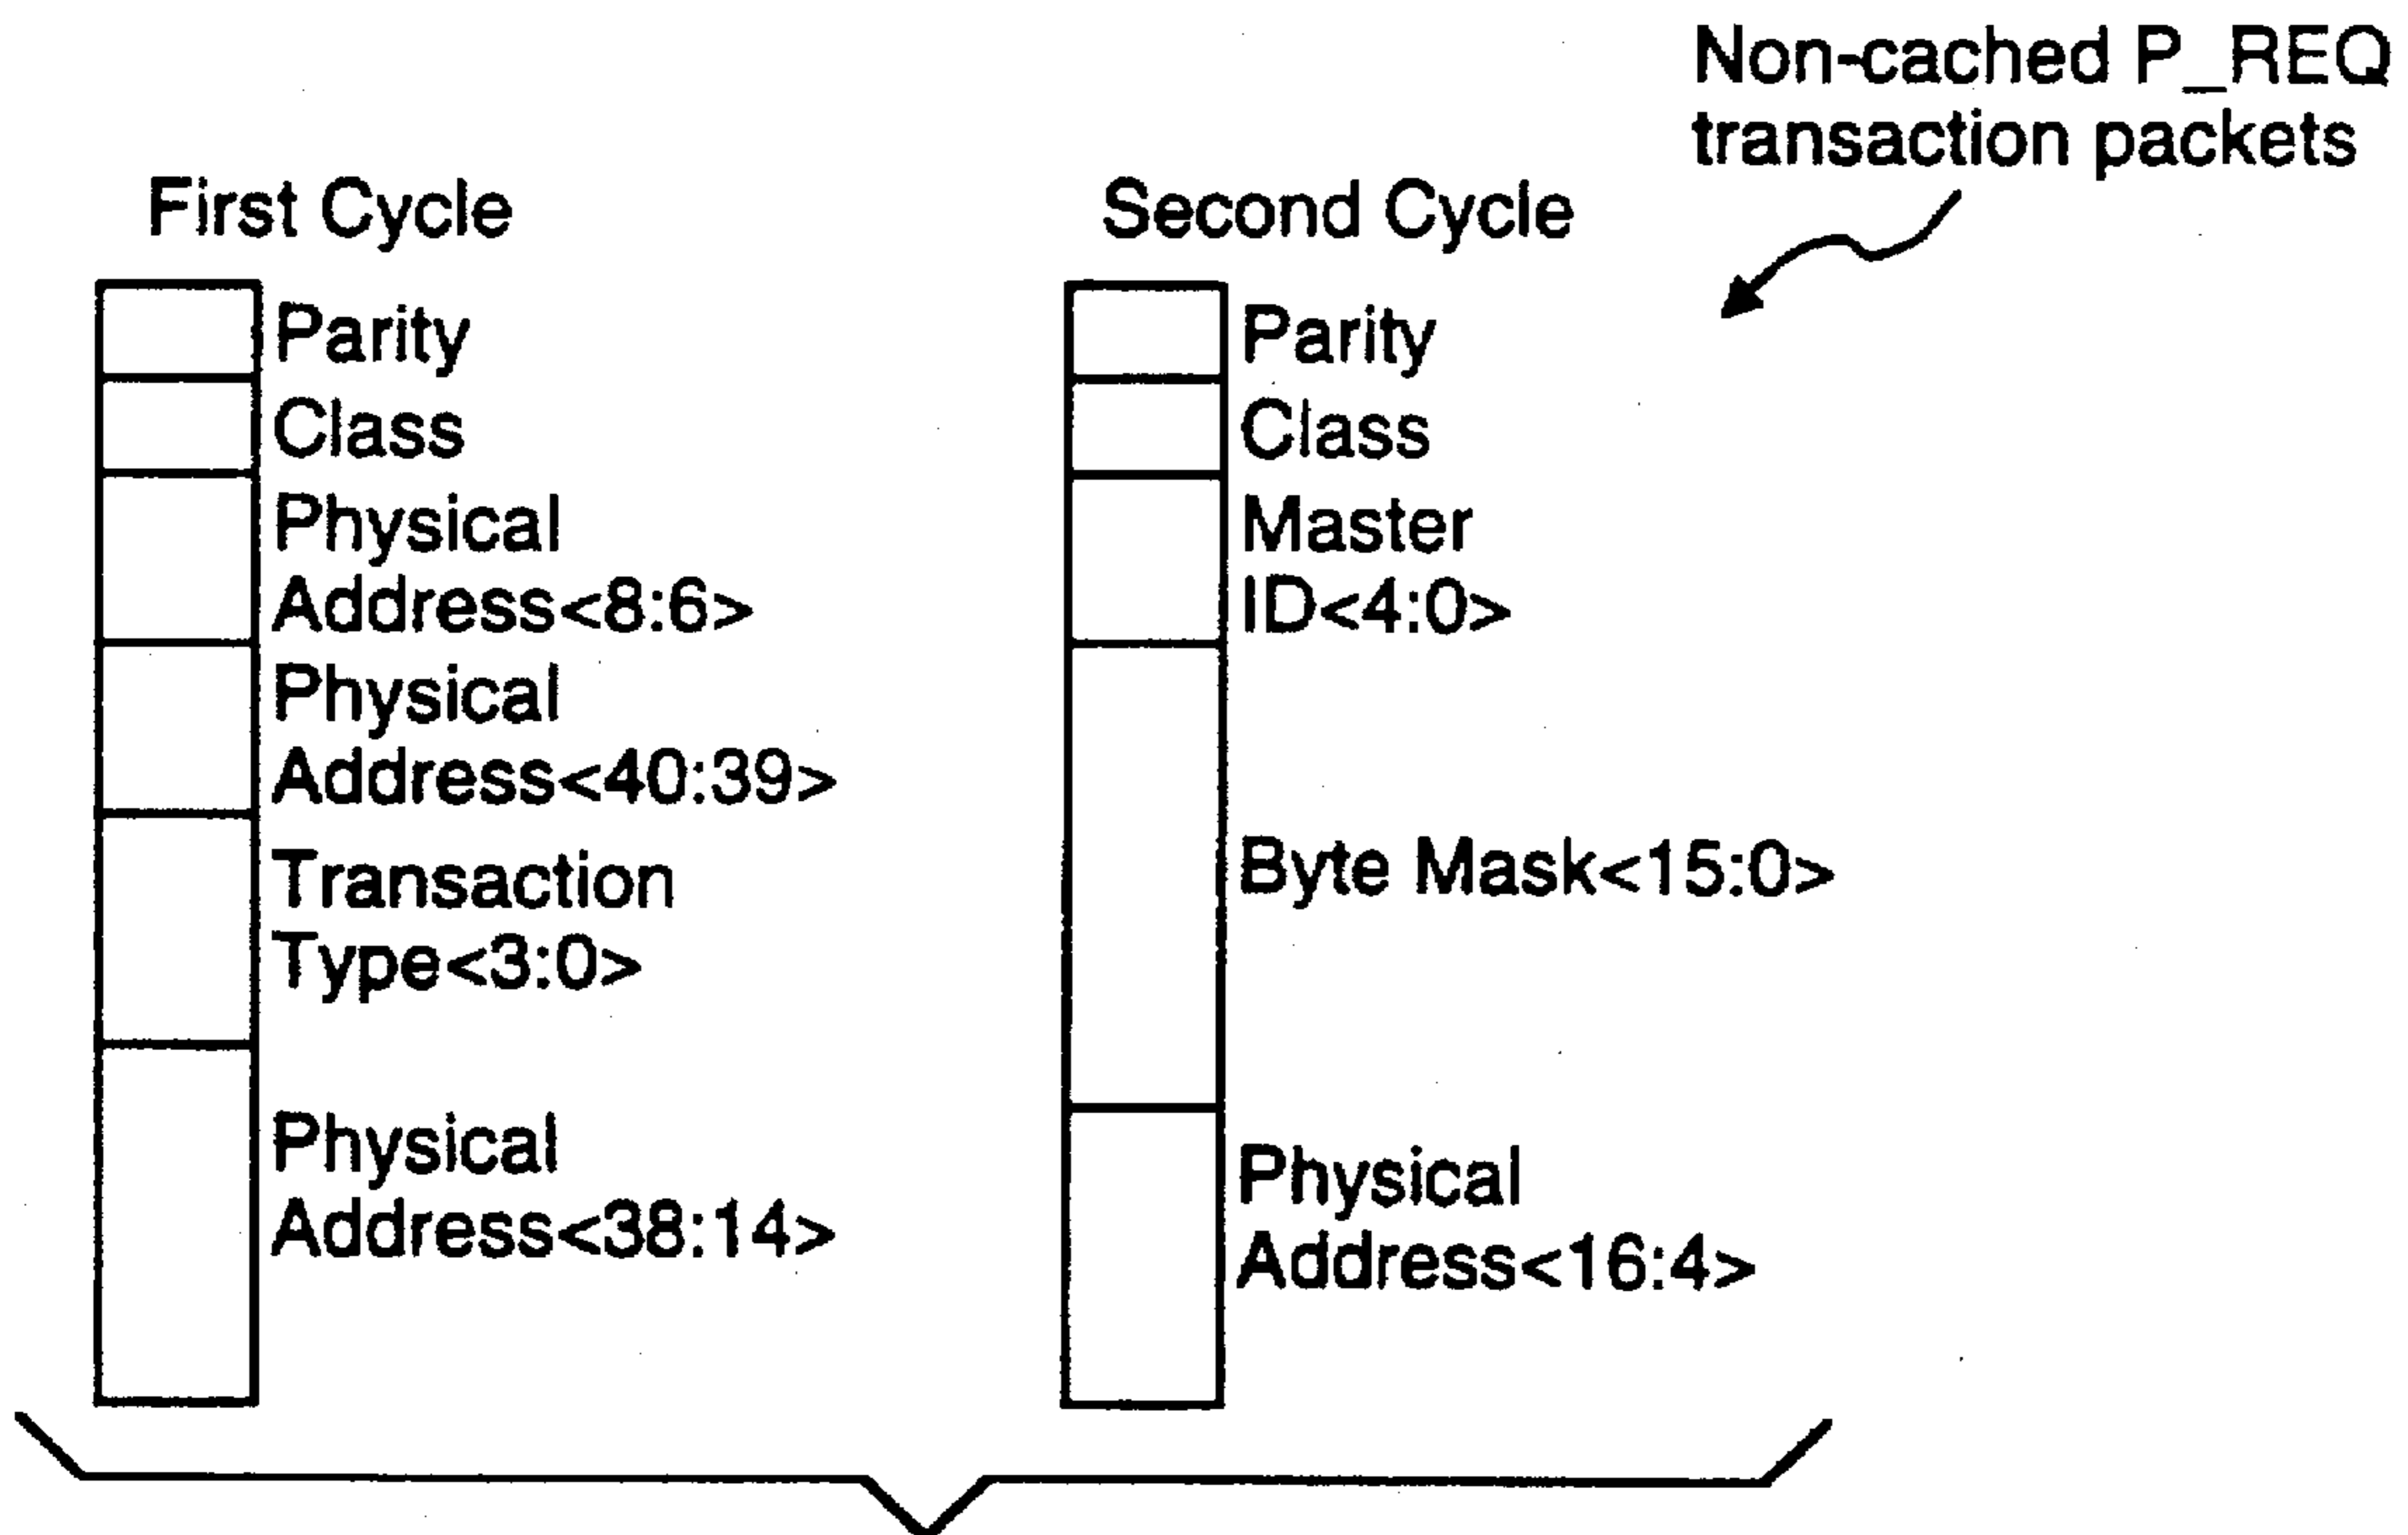 Non-cached P_REQ
transaction packets
First Cycle
Parity
Class
Physical
Address<8:6>
Physical
Address<40:39>
Transaction
Type<3:0>
Physical
Address<38:14>
Second Cycle
Parity
Class
Master
ID<4:0>
Byte Mask<15:0>
Physical
Address<16:4>